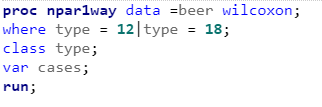 proc npar1way data =beer wilcoxon;
where type = 12|type = 18;
class type;
var cases;
run;